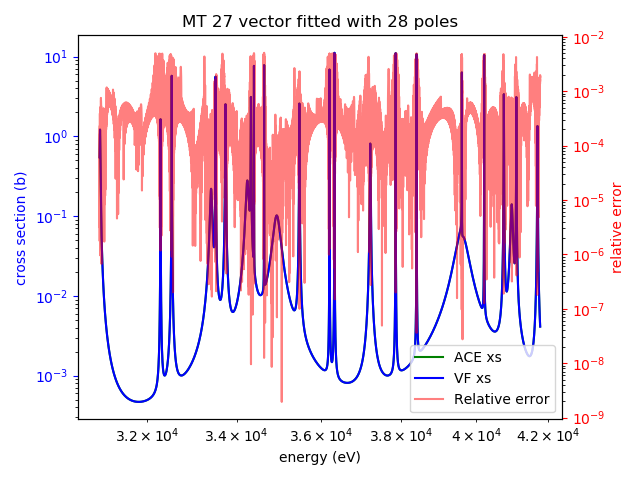 MT 27 vector fitted with 28 poles
cross section (b)
10¹
10⁰
10⁻¹
10⁻²
10⁻³
10⁻²
10⁻³
10⁻⁴
10⁻⁵
10⁻⁶
10⁻⁷
10⁻⁸
10⁻⁹
relative error
ACE xs
VF xs
Relative error
3.2 × 10⁴ 3.4 × 10⁴ 3.6 × 10⁴ 3.8 × 10⁴ 4 × 10⁴ 4.2 × 10⁴
energy (eV)